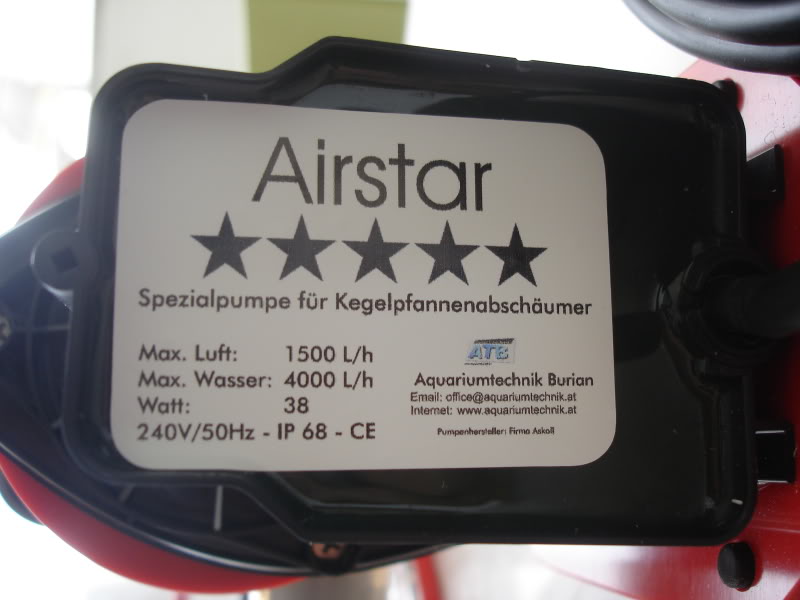 Airstar
Spezialpumpe für Kegelpfannenabschäumer
Max. Luft: 1500 L/h
Max. Wasser: 4000 L/h
Watt: 38
240V/50Hz - IP 68 - CE
ATB
Aquariumtechnik Burian
Email: office@aquariumtechnik.at
Internet: www.aquariumtechnik.at
Pumpenhersteller: Firma Askoll